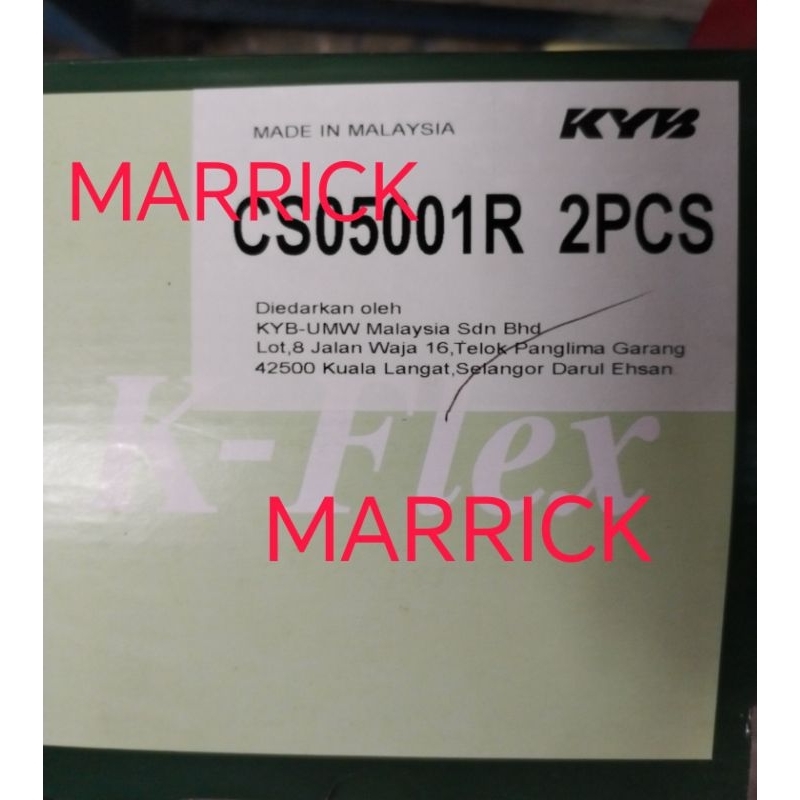 MADE IN MALAYSIA
KYB
MARRICK
CS05001R 2PCS
Diedarkan oleh
KYB-UMW Malaysia Sdn Bhd
Lot,8 Jalan Waja 16,Telok Panglima Garang
42500 Kuala Langat,Selangor Darul Ehsan
K-Flex
MARRICK